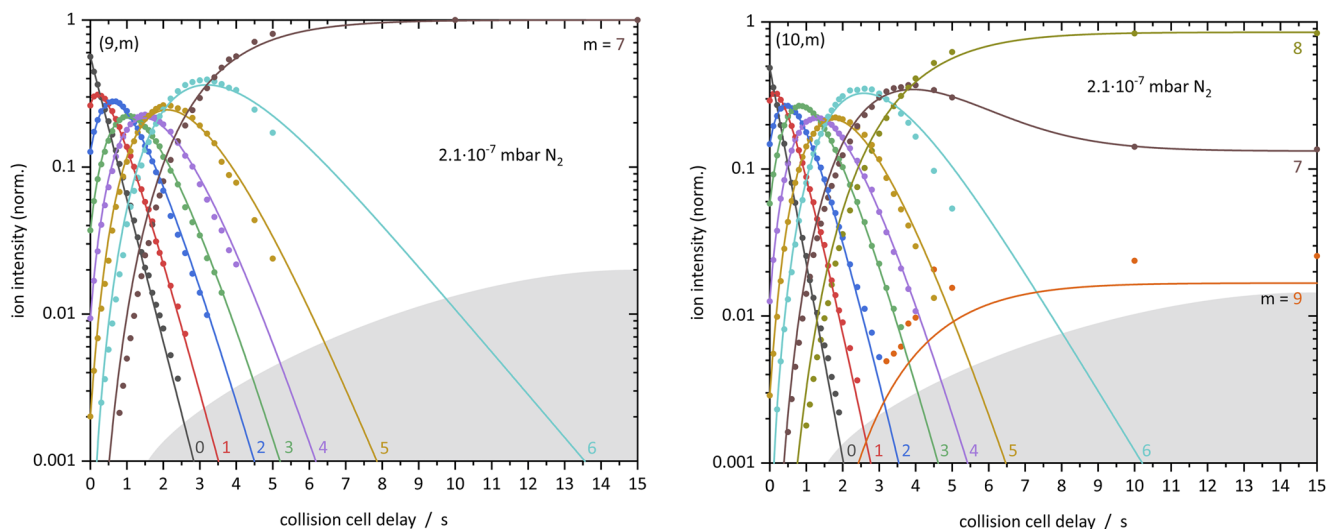 (9,m)
m = 7
2.1·10⁻⁷ mbar N₂
ion intensity (norm.)
1
0.1
0.01
0.001
0 1 2 3 4 5 6
0 1 2 3 4 5 6 7 8 9 10 11 12 13 14 15
collision cell delay / s
(10,m)
8
2.1·10⁻⁷ mbar N₂
7
m = 9
ion intensity (norm.)
1
0.1
0.01
0.001
0 1 2 3 4 5 6
0 1 2 3 4 5 6 7 8 9 10 11 12 13 14 15
collision cell delay / s